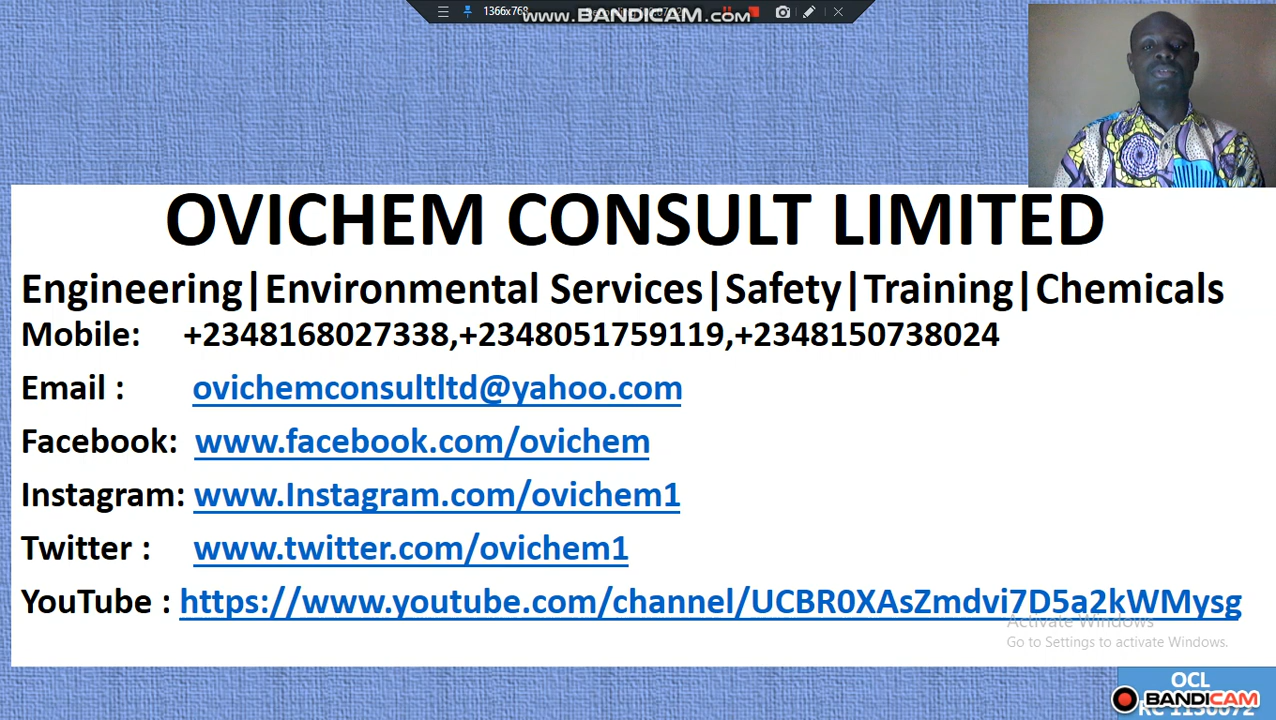 1366x768
www.BANDICAM.com
OVICHEM CONSULT LIMITED
Engineering|Environmental Services|Safety|Training|Chemicals
Mobile: +2348168027338,+2348051759119,+2348150738024
Email : ovichemconsultltd@yahoo.com
Facebook: www.facebook.com/ovichem
Instagram: www.Instagram.com/ovichem1
Twitter : www.twitter.com/ovichem1
YouTube : https://www.youtube.com/channel/UCBR0XAsZmdvi7D5a2kWMysg
Activate Windows
Go to Settings to activate Windows.
OCL
BANDICAM